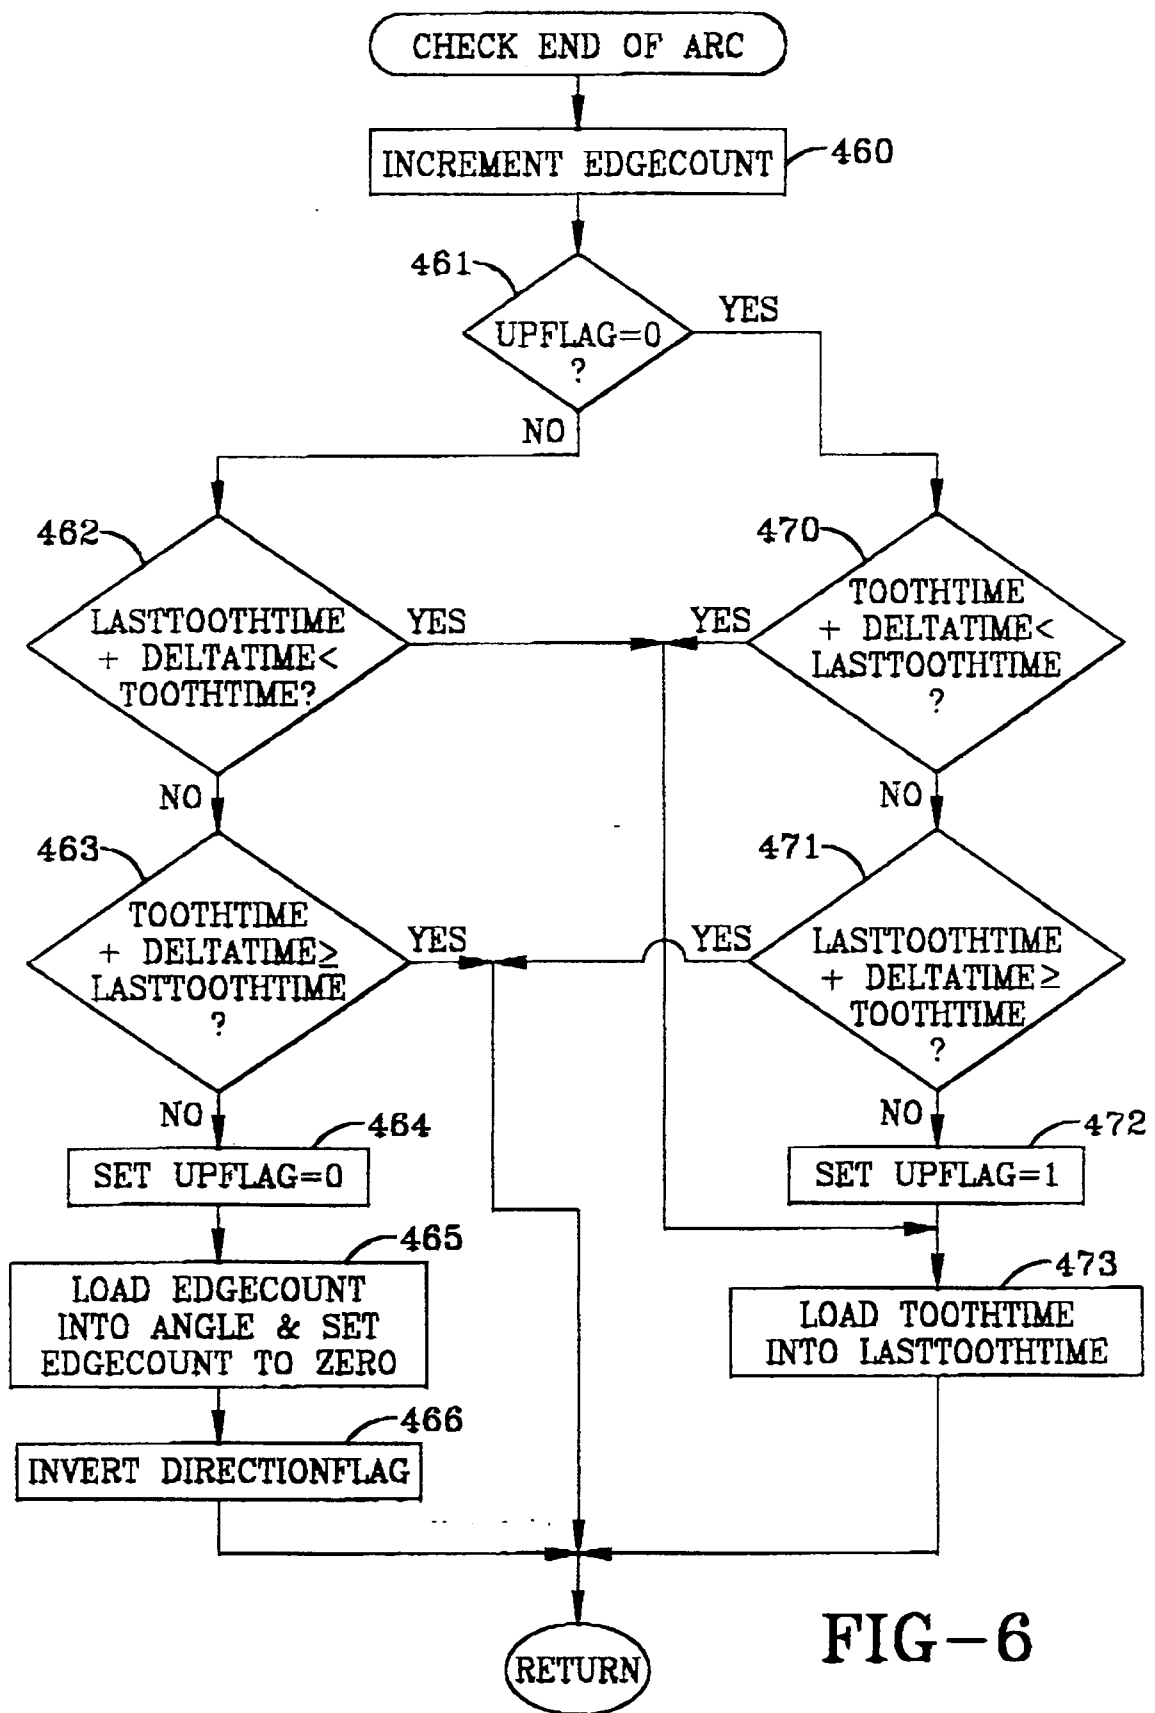 CHECK END OF ARC
INCREMENT EDGECOUNT
460
461
UPFLAG=0
?
YES
NO
462
LASTTOOTHTIME
+ DELTATIME<
TOOTHTIME?
YES
NO
470
TOOTHTIME
+ DELTATIME<
LASTTOOTHTIME
?
YES
NO
463
TOOTHTIME
+ DELTATIME≥
LASTTOOTHTIME
?
YES
NO
471
LASTTOOTHTIME
+ DELTATIME≥
TOOTHTIME
?
YES
NO
464
SET UPFLAG=0
472
SET UPFLAG=1
465
LOAD EDGECOUNT
INTO ANGLE & SET
EDGECOUNT TO ZERO
473
LOAD TOOTHTIME
INTO LASTTOOTHTIME
466
INVERT DIRECTIONFLAG
RETURN
FIG-6